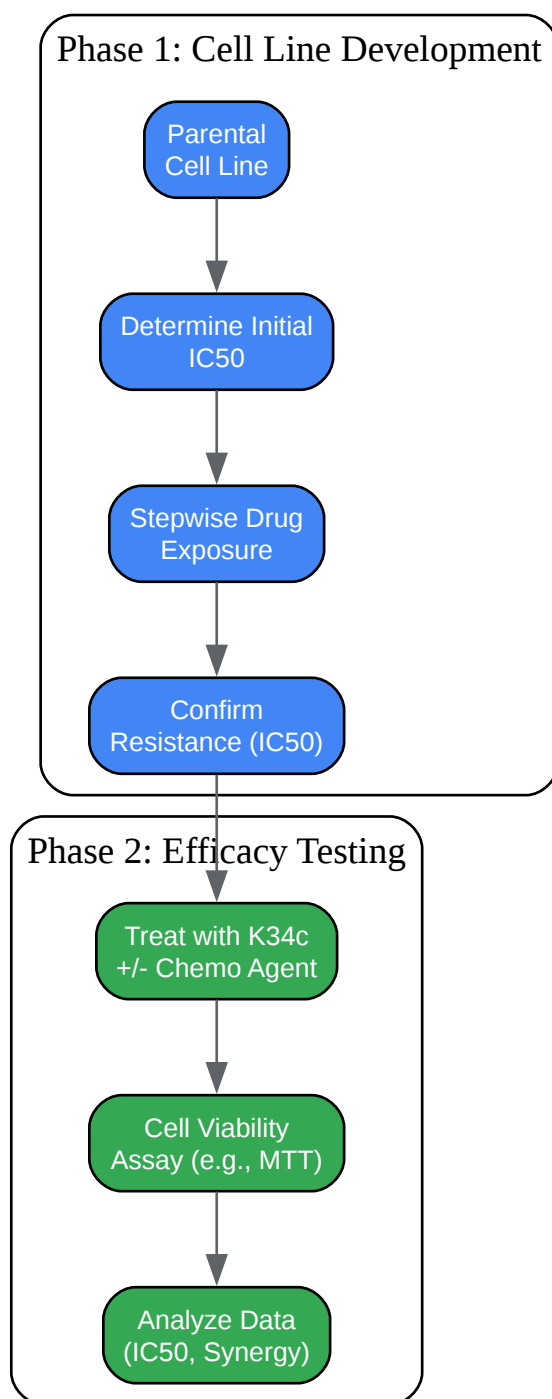 Phase 1: Cell Line Development
Parental
Cell Line
Determine Initial
IC50
Stepwise Drug
Exposure
Confirm
Resistance (IC50)
Phase 2: Efficacy Testing
Treat with K34c
+/- Chemo Agent
Cell Viability
Assay (e.g., MTT)
Analyze Data
(IC50, Synergy)